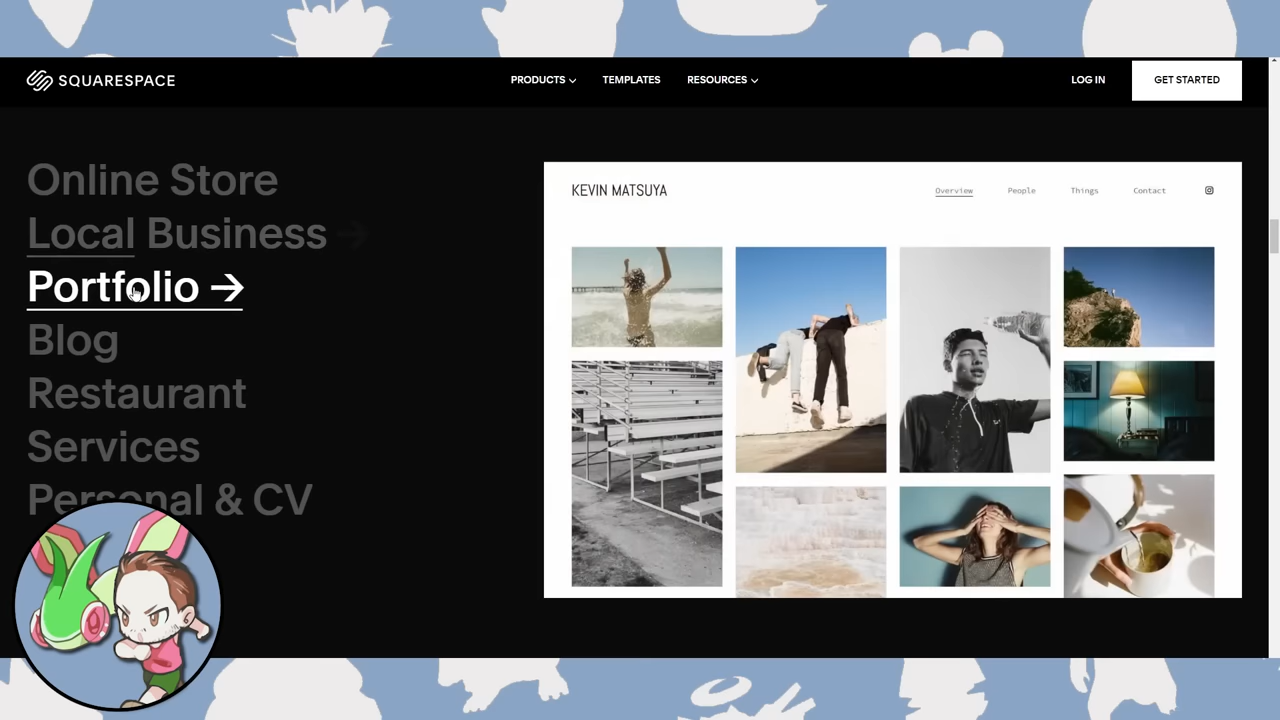 SQUARESPACE
PRODUCTS TEMPLATES RESOURCES
LOG IN GET STARTED
Online Store
Local Business →
Portfolio →
Blog
Restaurant
Services
Personal & CV
KEVIN MATSUYA
Overview People Things Contact